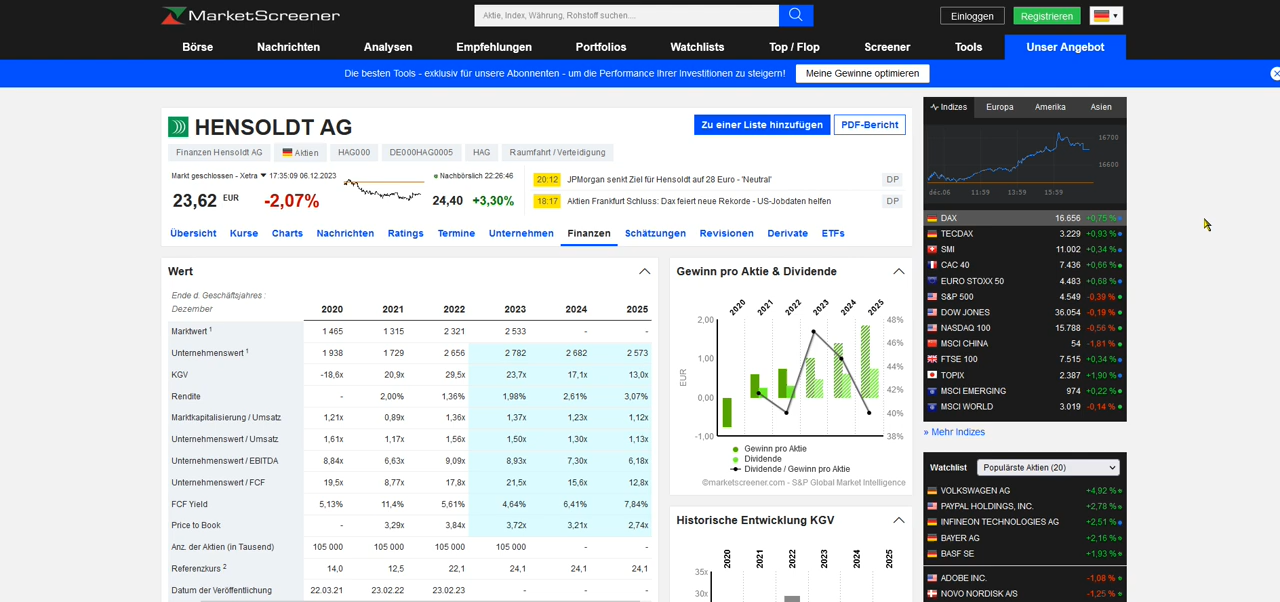 MarketScreener
Aktie, Index, Währung, Rohstoff suchen....
Einloggen
Registrieren
Börse Nachrichten Analysen Empfehlungen Portfolios Watchlists Top / Flop Screener Tools Unser Angebot
Die besten Tools - exklusiv für unsere Abonnenten - um die Performance Ihrer Investitionen zu steigern! Meine Gewinne optimieren
HENSOLDT AG
Zu einer Liste hinzufügen PDF-Bericht
Finanzen Hensoldt AG Aktien HAG000 DE000HAG0005 HAG Raumfahrt / Verteidigung
Markt geschlossen - Xetra 17:35:09 06.12.2023
23,62 EUR -2,07%
Nachbörslich 22:26:46
24,40 +3,30%
20:12 JPMorgan senkt Ziel für Hensoldt auf 28 Euro - 'Neutral' DP
18:17 Aktien Frankfurt Schluss: Dax feiert neue Rekorde - US-Jobdaten helfen DP
Übersicht Kurse Charts Nachrichten Ratings Termine Unternehmen Finanzen Schätzungen Revisionen Derivate ETFs
Wert
Ende d. Geschäftsjahres :
Dezember 2020 2021 2022 2023 2024 2025
Marktwert 1 1 465 1 315 2 321 2 533 - -
Unternehmenswert 1 1 938 1 729 2 656 2 782 2 682 2 573
KGV -18,6x 20,9x 29,5x 23,7x 17,1x 13,0x
Rendite - 2,00% 1,36% 1,98% 2,61% 3,07%
Marktkapitalisierung / Umsatz 1,21x 0,89x 1,36x 1,37x 1,23x 1,12x
Unternehmenswert / Umsatz 1,61x 1,17x 1,56x 1,50x 1,30x 1,13x
Unternehmenswert / EBITDA 8,84x 6,63x 9,09x 8,93x 7,30x 6,18x
Unternehmenswert / FCF 19,5x 8,77x 17,8x 21,5x 15,6x 12,8x
FCF Yield 5,13% 11,4% 5,61% 4,64% 6,41% 7,84%
Price to Book - 3,29x 3,84x 3,72x 3,21x 2,74x
Anz. der Aktien (in Tausend) 105 000 105 000 105 000 105 000 - -
Referenzkurs 2 14,0 12,5 22,1 24,1 24,1 24,1
Datum der Veröffentlichung 22.03.21 23.02.22 23.02.23 - - -
Gewinn pro Aktie & Dividende
2020 2021 2022 2023 2024 2025
2,00 48%
46%
1,00 44%
EUR
0,00 42%
40%
-1,00 38%
Gewinn pro Aktie
Dividende
Dividende / Gewinn pro Aktie
©marketscreener.com - S&P Global Market Intelligence
Historische Entwicklung KGV
2020 2021 2022 2023 2024 2025
35x
30x
Indizes Europa Amerika Asien
16700
16600
déc.06 11:59 13:59 15:59
DAX 16.656 +0,75 %
TECDAX 3.229 +0,93 %
SMI 11.002 +0,34 %
CAC 40 7.436 +0,66 %
EURO STOXX 50 4.483 +0,68 %
S&P 500 4.549 -0,39 %
DOW JONES 36.054 -0,19 %
NASDAQ 100 15.788 -0,56 %
MSCI CHINA 54 -1,81 %
FTSE 100 7.515 +0,34 %
TOPIX 2.387 +1,90 %
MSCI EMERGING 974 +0,22 %
MSCI WORLD 3.019 -0,14 %
» Mehr Indizes
Watchlist Populärste Aktien (20)
VOLKSWAGEN AG +4,92 %
PAYPAL HOLDINGS, INC. +2,78 %
INFINEON TECHNOLOGIES AG +2,51 %
BAYER AG +2,16 %
BASF SE +1,93 %
ADOBE INC. -1,08 %
NOVO NORDISK A/S -1,25 %